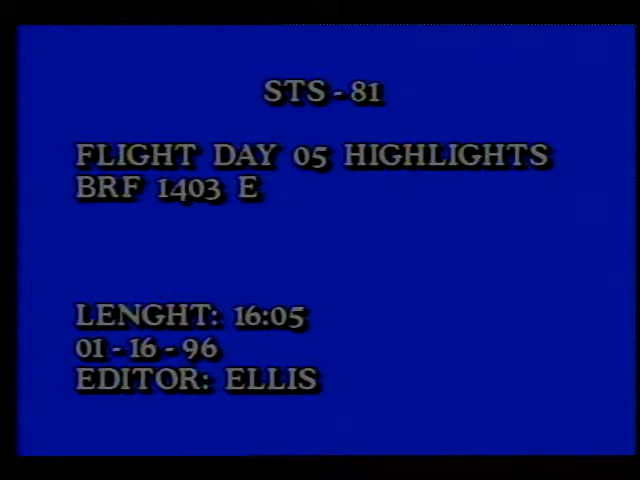 STS - 81
FLIGHT DAY 05 HIGHLIGHTS
BRF 1403 E
LENGHT: 16:05
01 - 16 - 96
EDITOR: ELLIS